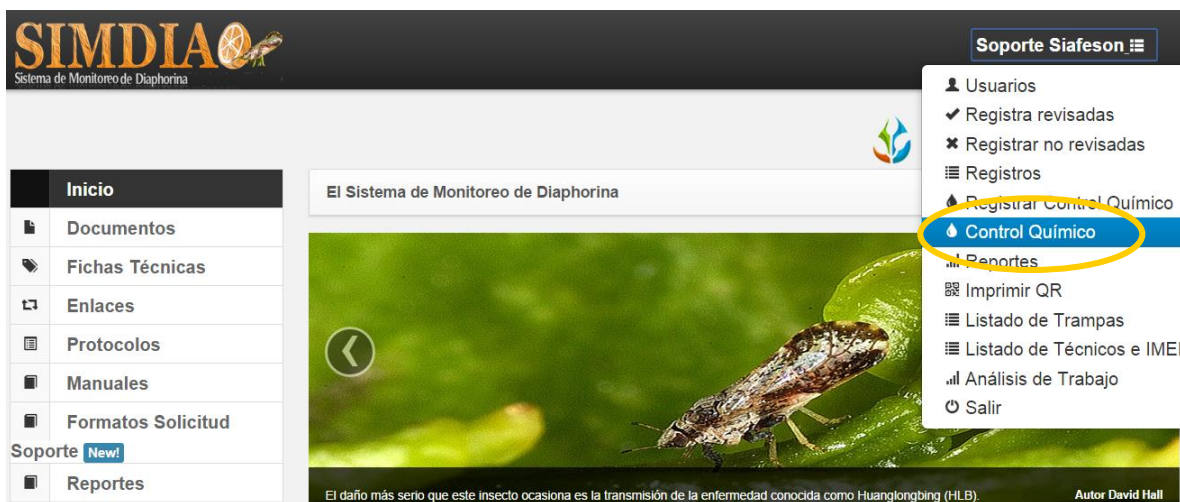 SIMDIA
Sistema de Monitoreo de Diaphorina
Soporte Siafeson
Usuarios
Registra revisadas
Registrar no revisadas
Registros
Registrar Control Químico
Control Químico
Reportes
Imprimir QR
Listado de Trampas
Listado de Técnicos e IMEI
Análisis de Trabajo
Salir
Inicio
Documentos
Fichas Técnicas
Enlaces
Protocolos
Manuales
Formatos Solicitud
Soporte New!
Reportes
El Sistema de Monitoreo de Diaphorina
El daño más serio que este insecto ocasiona es la transmisión de la enfermedad conocida como Huanglongbing (HLB).
Autor David Hall